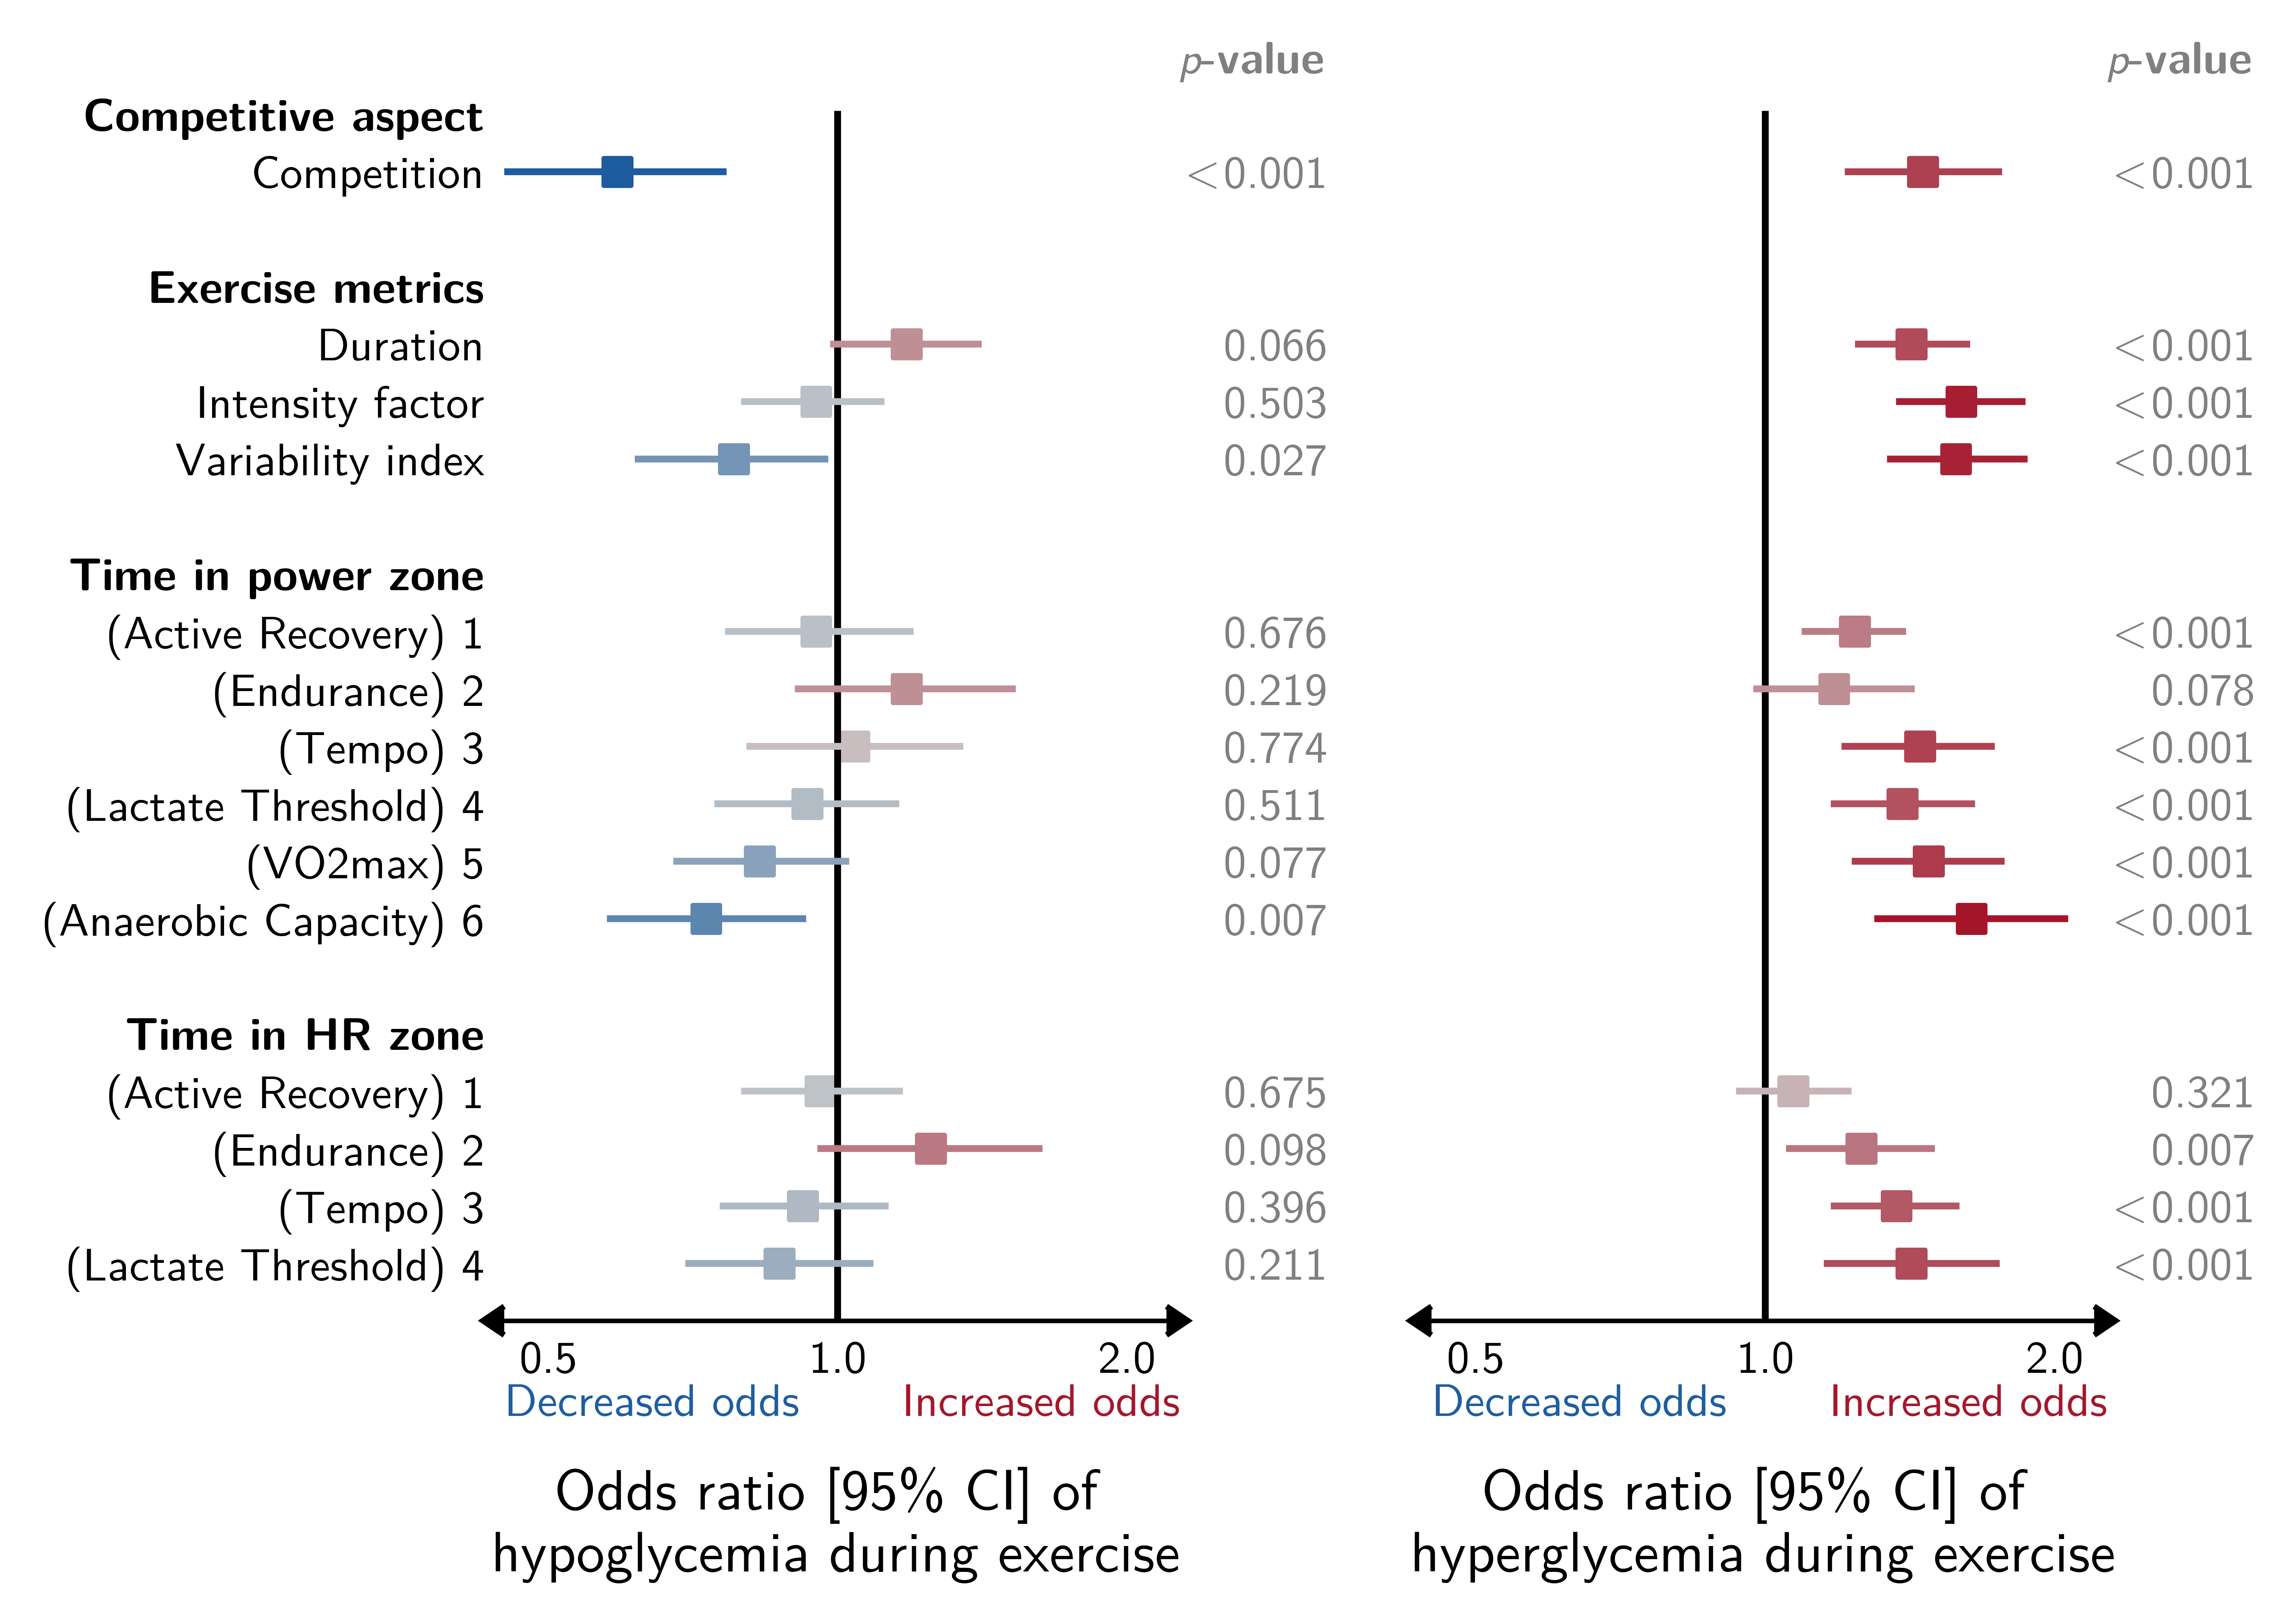 p-value p-value
Competitive aspect
Competition <0.001 <0.001
Exercise metrics
Duration 0.066 <0.001
Intensity factor 0.503 <0.001
Variability index 0.027 <0.001
Time in power zone
(Active Recovery) 1 0.676 <0.001
(Endurance) 2 0.219 0.078
(Tempo) 3 0.774 <0.001
(Lactate Threshold) 4 0.511 <0.001
(VO2max) 5 0.077 <0.001
(Anaerobic Capacity) 6 0.007 <0.001
Time in HR zone
(Active Recovery) 1 0.675 0.321
(Endurance) 2 0.098 0.007
(Tempo) 3 0.396 <0.001
(Lactate Threshold) 4 0.211 <0.001
0.5 1.0 2.0 0.5 1.0 2.0
Decreased odds Increased odds Decreased odds Increased odds
Odds ratio [95% CI] of
hypoglycemia during exercise
Odds ratio [95% CI] of
hyperglycemia during exercise